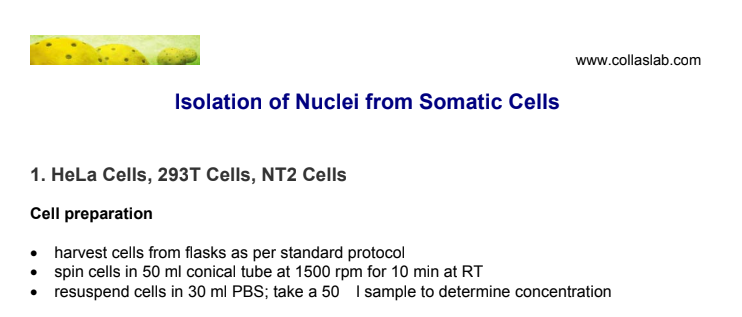 www.collaslab.com
Isolation of Nuclei from Somatic Cells
1. HeLa Cells, 293T Cells, NT2 Cells
Cell preparation
• harvest cells from flasks as per standard protocol
• spin cells in 50 ml conical tube at 1500 rpm for 10 min at RT
• resuspend cells in 30 ml PBS; take a 50 l sample to determine concentration